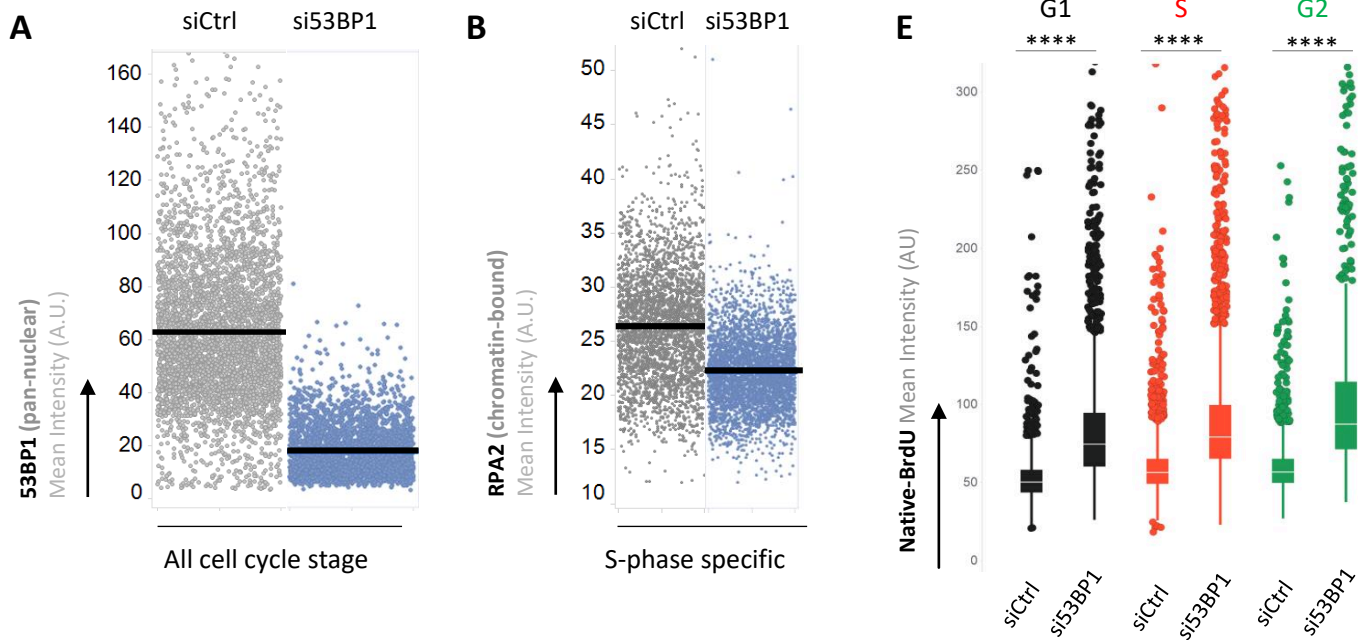 A
siCtrl
si53BP1
160
140
120
100
80
60
40
20
0
53BP1 (pan-nuclear)
Mean Intensity (A.U.)
All cell cycle stage
B
siCtrl
si53BP1
50
45
40
35
30
25
20
15
10
RPA2 (chromatin-bound)
Mean Intensity (A.U.)
S-phase specific
E
G1
S
G2
****
****
****
300
250
200
150
100
50
0
Native-BrdU Mean Intensity (AU)
siCtrl
si53BP1
siCtrl
si53BP1
siCtrl
si53BP1